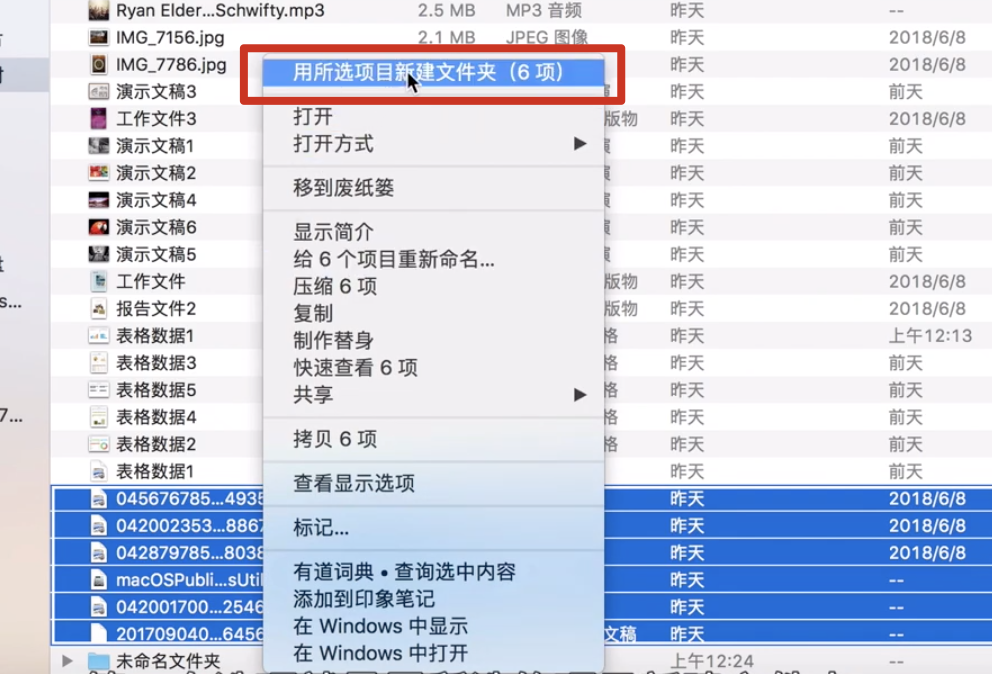 Ryan Elder...Schwifty.mp3 2.5 MB MP3 音频 昨天 --
IMG_7156.jpg 2.1 MB JPEG 图像 昨天 2018/6/8
IMG_7786.jpg 昨天 2018/6/8
用所选项目新建文件夹（6 项）
演示文稿3 昨天 前天
打开
工作文件3 版物 昨天 2018/6/8
打开方式
演示文稿1 昨天 前天
演示文稿2 昨天 前天
移到废纸篓
演示文稿4 昨天 前天
演示文稿6 昨天 前天
显示简介
演示文稿5 昨天 前天
给 6 个项目重新命名...
工作文件 版物 昨天 2018/6/8
压缩 6 项
报告文件2 版物 昨天 2018/6/8
复制
表格数据1 格 昨天 上午12:13
制作替身
表格数据3 格 昨天 前天
快速查看 6 项
表格数据5 格 昨天 前天
共享
表格数据4 格 昨天 前天
7...
表格数据2 格 昨天 前天
拷贝 6 项
表格数据1 昨天 前天
查看显示选项
045676785...4935 昨天 2018/6/8
042002353...8867 昨天 2018/6/8
标记...
042879785...8038 昨天 2018/6/8
macOSPubli...sUtil 昨天 --
有道词典 • 查询选中内容
042001700...2546 昨天 --
添加到印象笔记
201709040...6456 文稿 昨天 --
在 Windows 中显示
未命名文件夹 上午12:24 --
在 Windows 中打开
s...